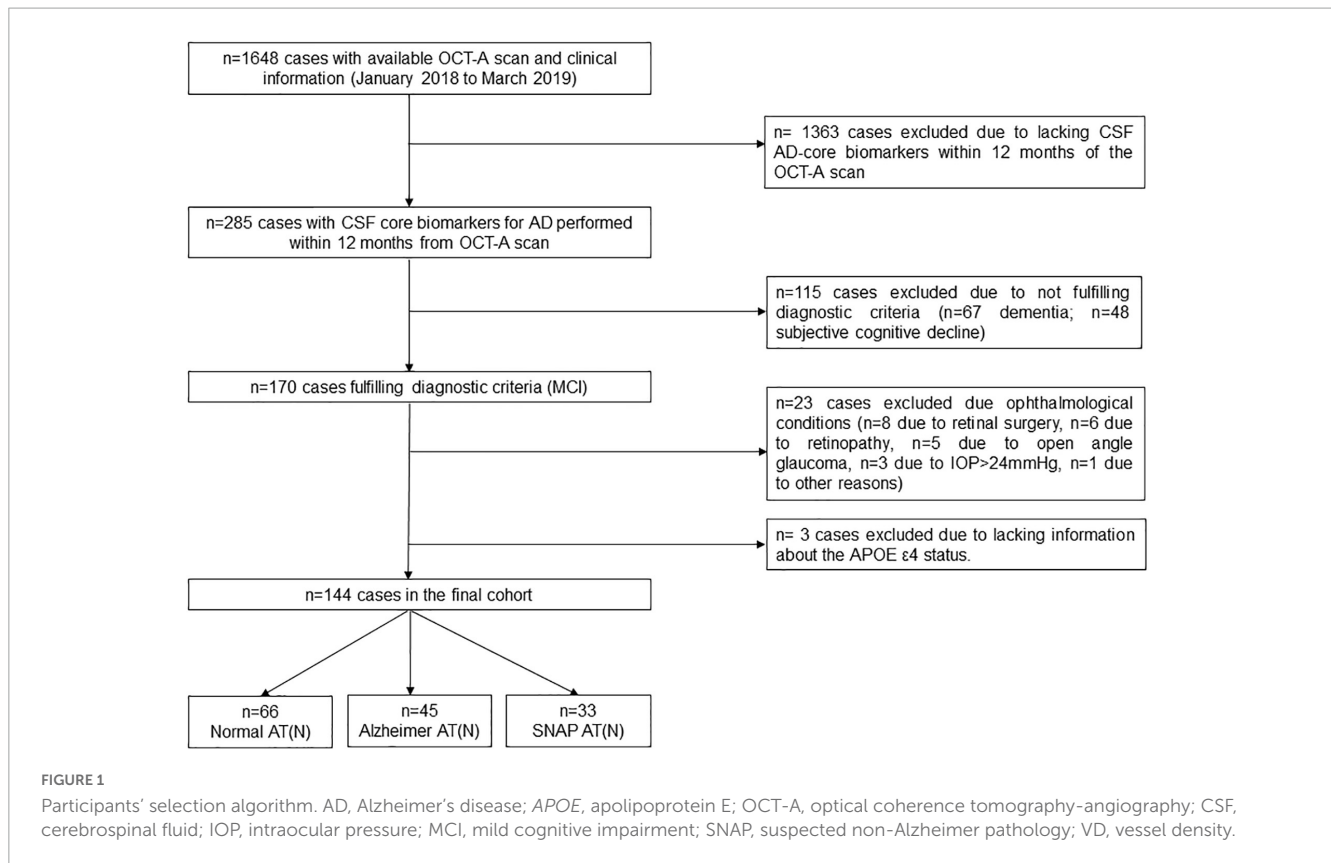 n=1648 cases with available OCT-A scan and clinical
information (January 2018 to March 2019)
n= 1363 cases excluded due to lacking CSF
AD-core biomarkers within 12 months of the
OCT-A scan
n=285 cases with CSF core biomarkers for AD performed
within 12 months from OCT-A scan
n=115 cases excluded due to not fulfilling
diagnostic criteria (n=67 dementia; n=48
subjective cognitive decline)
n=170 cases fulfilling diagnostic criteria (MCI)
n=23 cases excluded due ophthalmological
conditions (n=8 due to retinal surgery, n=6 due
to retinopathy, n=5 due to open angle
glaucoma, n=3 due to IOP>24mmHg, n=1 due
to other reasons)
n= 3 cases excluded due to lacking information
about the APOE ε4 status.
n=144 cases in the final cohort
n=66
Normal AT(N)
n=45
Alzheimer AT(N)
n=33
SNAP AT(N)
FIGURE 1
Participants' selection algorithm. AD, Alzheimer's disease; APOE, apolipoprotein E; OCT-A, optical coherence tomography-angiography; CSF,
cerebrospinal fluid; IOP, intraocular pressure; MCI, mild cognitive impairment; SNAP, suspected non-Alzheimer pathology; VD, vessel density.